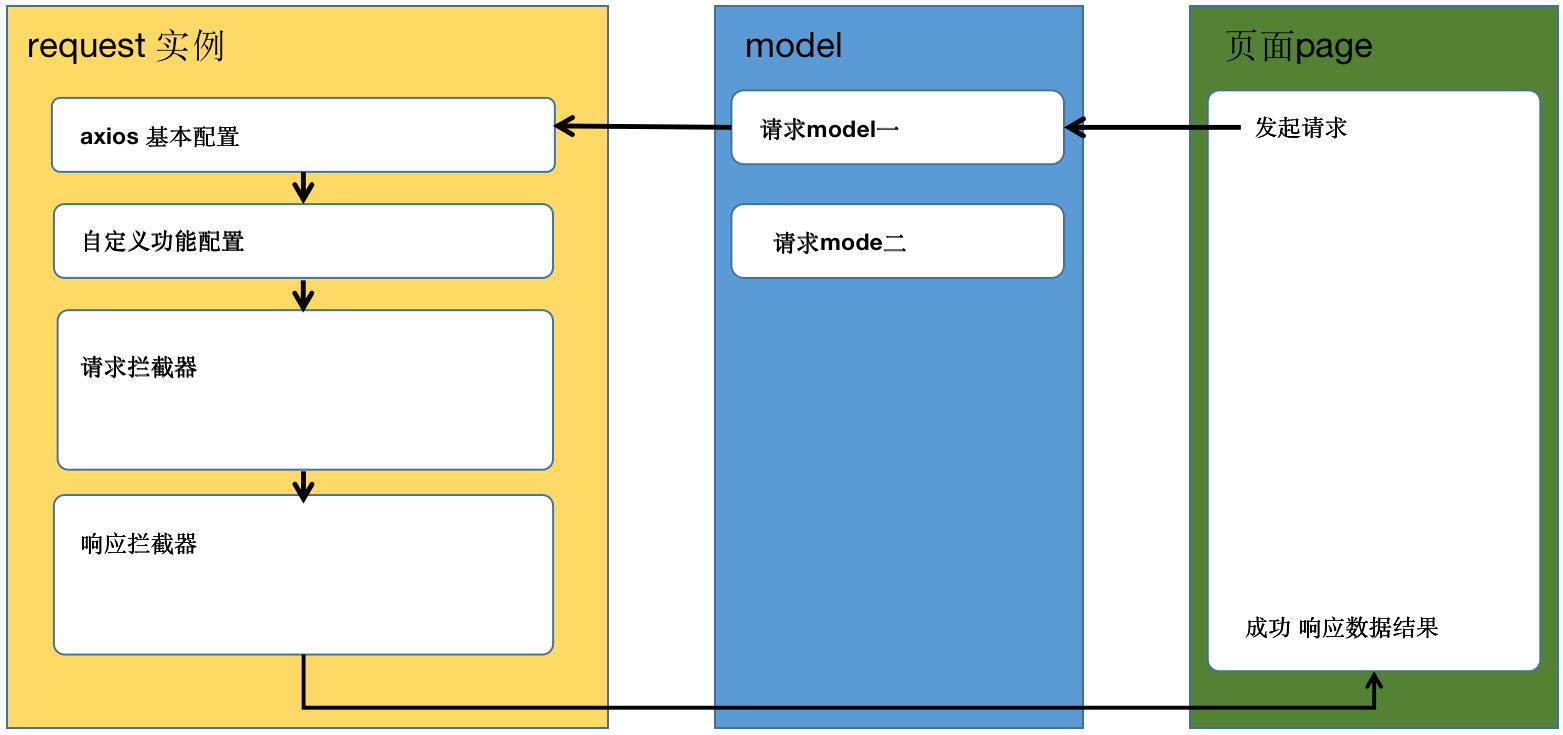 request 实例
axios 基本配置
自定义功能配置
请求拦截器
响应拦截器
model
请求model一
请求mode二
页面page
发起请求
成功 响应数据结果